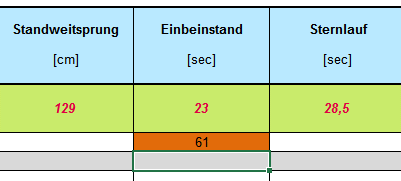 Standweitsprung Einbeinstand Sternlauf
[cm] [sec] [sec]
129 23 28,5
61